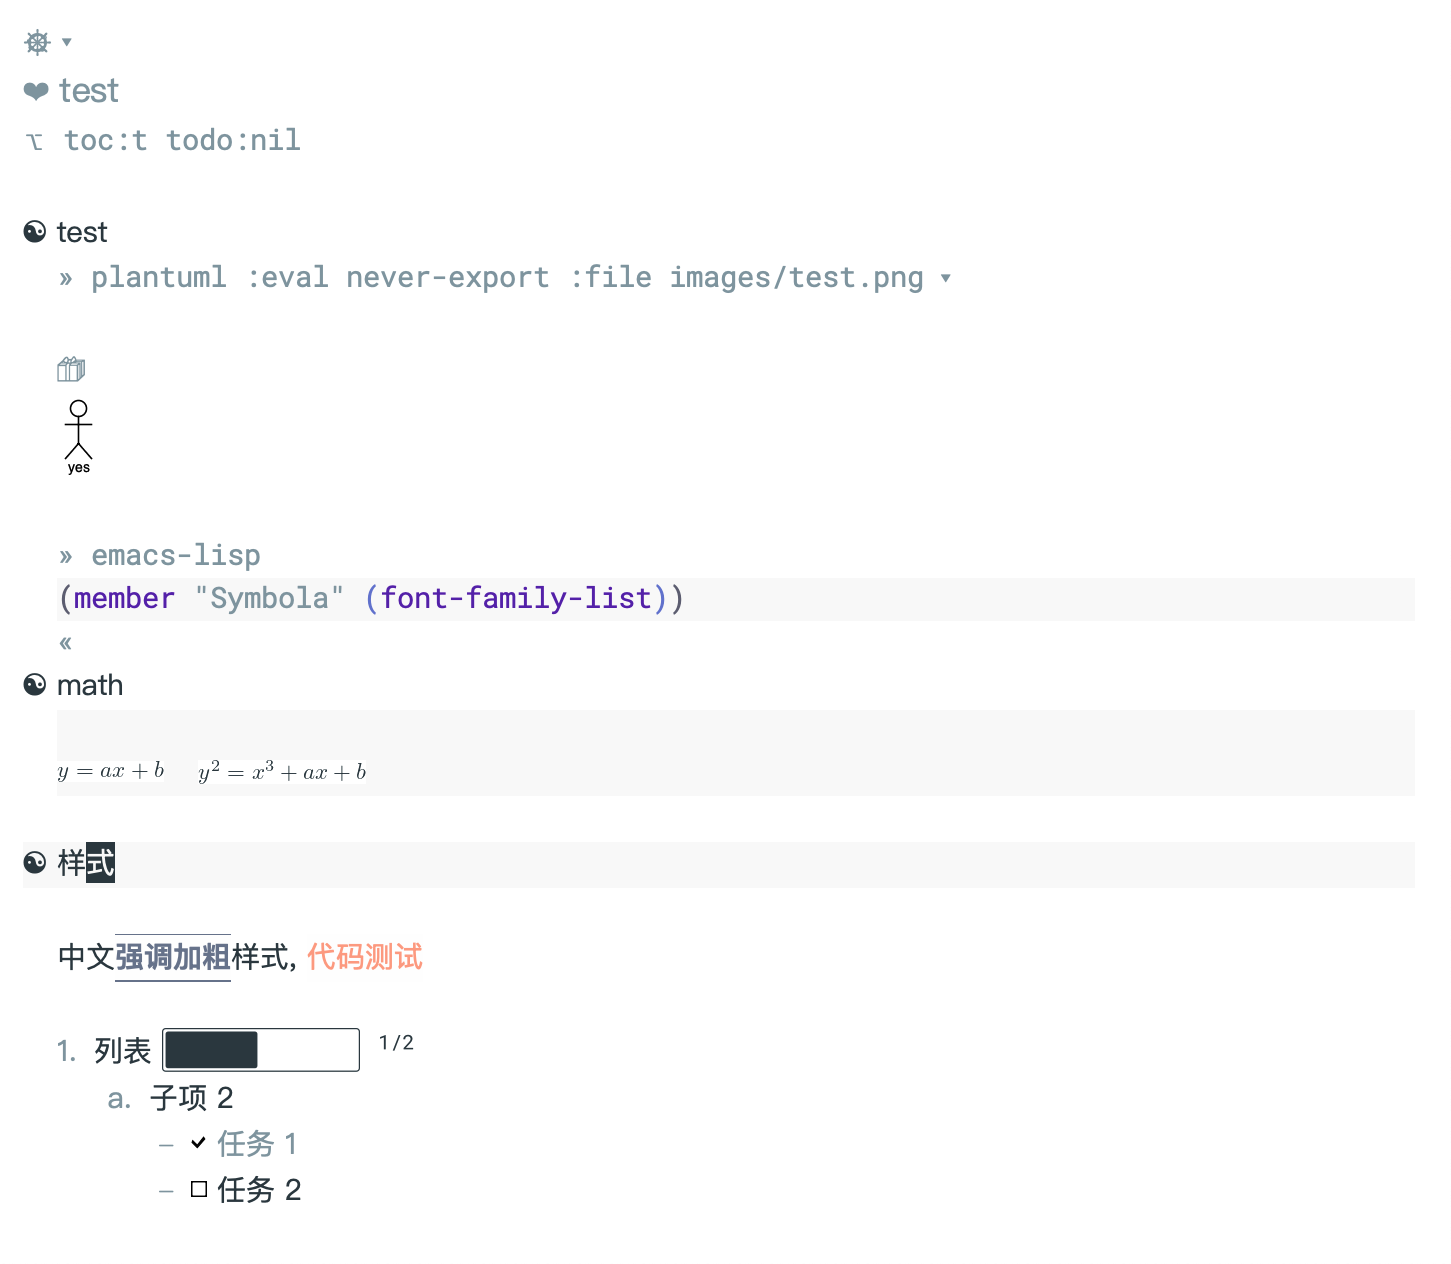 test
toc:t todo:nil
test
» plantuml :eval never-export :file images/test.png
yes
» emacs-lisp
(member "Symbola" (font-family-list))
«
math
y = ax + b y² = x³ + ax + b
样式
中文强调加粗样式, 代码测试
1. 列表 1/2
a. 子项 2
– ✔ 任务 1
– ☐ 任务 2